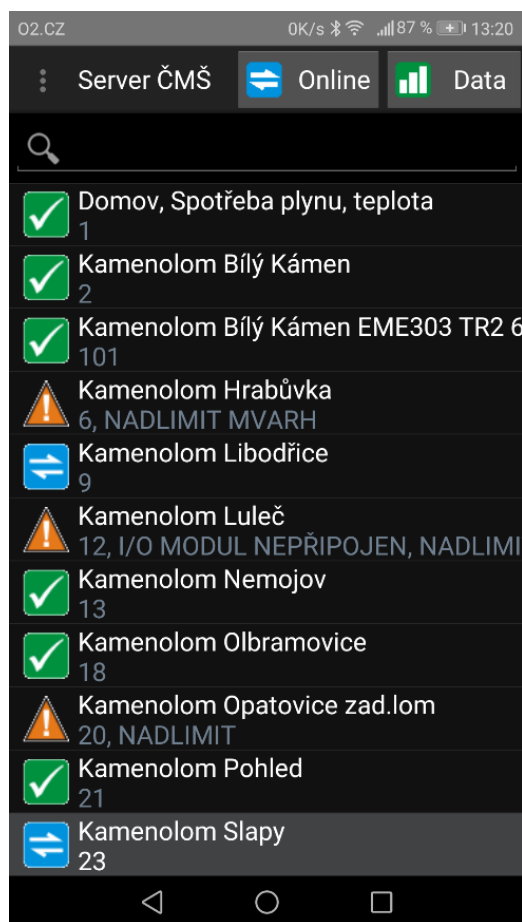 O2.CZ 0K/s 87 % 13:20
Server ČMŠ Online Data
Domov, Spotřeba plynu, teplota
1
Kamenolom Bílý Kámen
2
Kamenolom Bílý Kámen EME303 TR2 6
101
Kamenolom Hrabůvka
6, NADLIMIT MVARH
Kamenolom Libodřice
9
Kamenolom Luleč
12, I/O MODUL NEPŘIPOJEN, NADLIMI
Kamenolom Nemojov
13
Kamenolom Olbramovice
18
Kamenolom Opatovice zad.lom
20, NADLIMIT
Kamenolom Pohled
21
Kamenolom Slapy
23